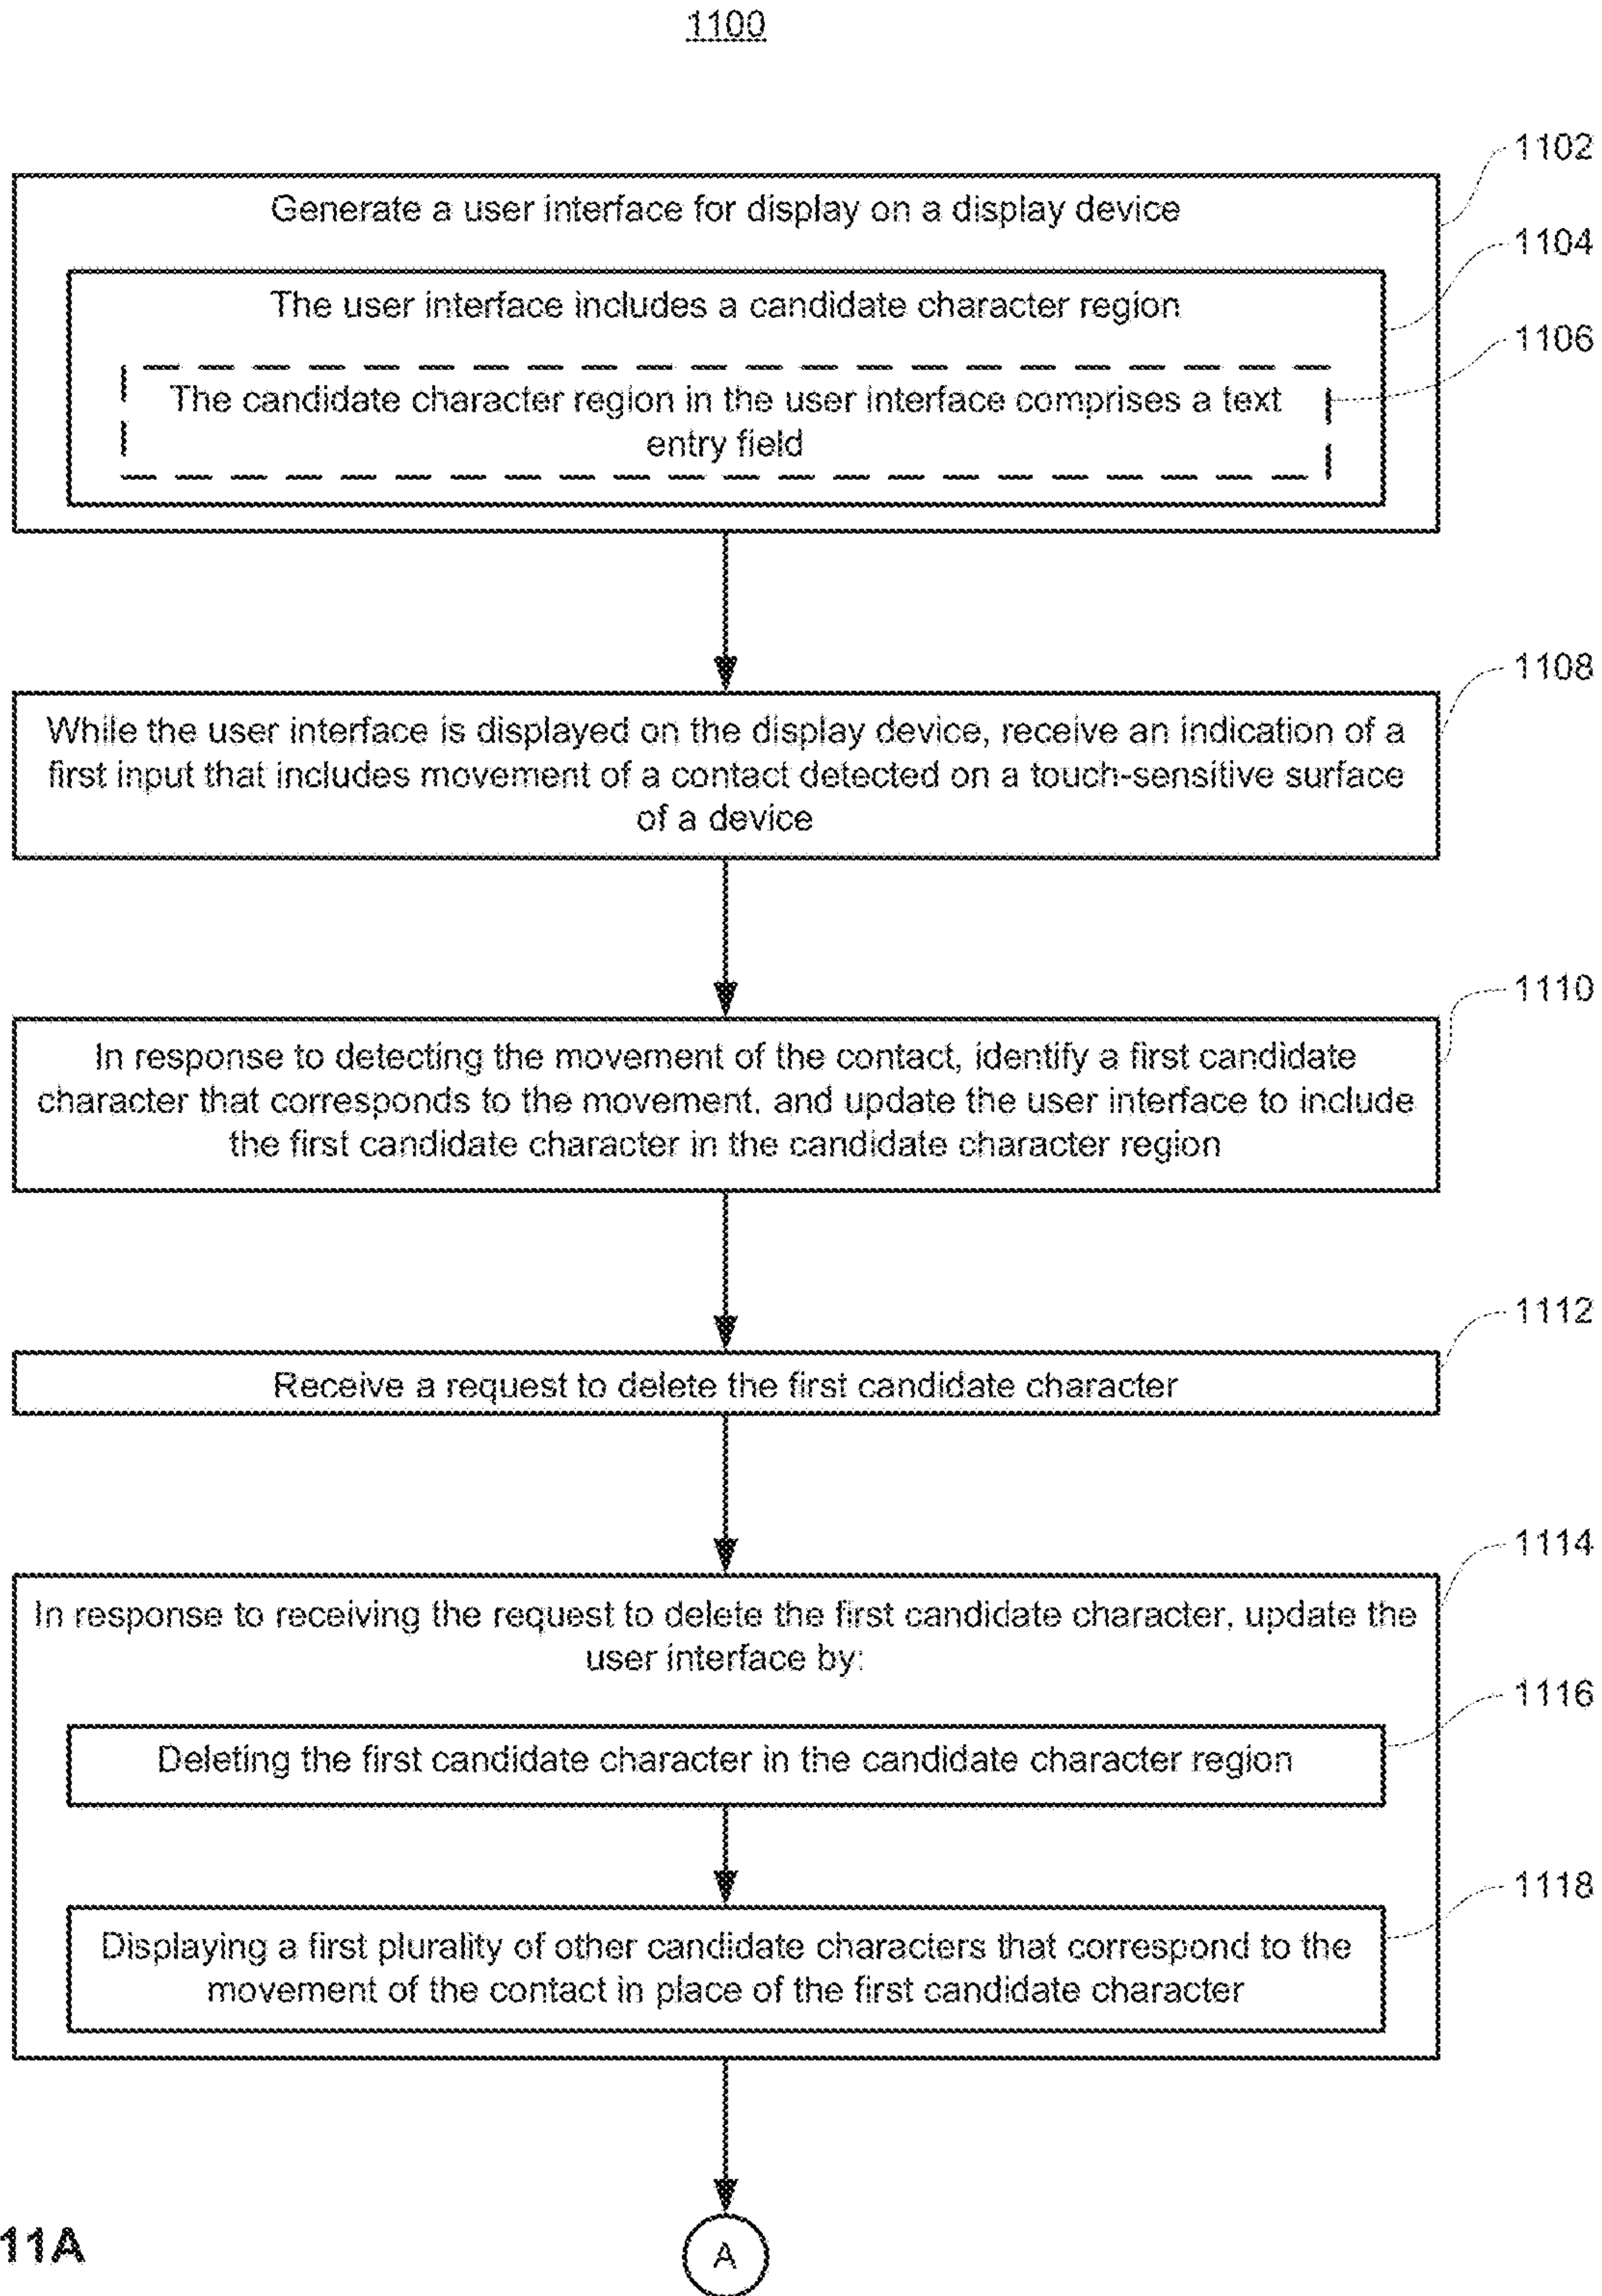 1100
1102
Generate a user interface for display on a display device
1104
The user interface includes a candidate character region
1106
The candidate character region in the user interface comprises a text
entry field
1108
While the user interface is displayed on the display device, receive an indication of a
first input that includes movement of a contact detected on a touch-sensitive surface
of a device
1110
In response to detecting the movement of the contact, identify a first candidate
character that corresponds to the movement, and update the user interface to include
the first candidate character in the candidate character region
1112
Receive a request to delete the first candidate character
1114
In response to receiving the request to delete the first candidate character, update the
user interface by:
1116
Deleting the first candidate character in the candidate character region
1118
Displaying a first plurality of other candidate characters that correspond to the
movement of the contact in place of the first candidate character
11A
A